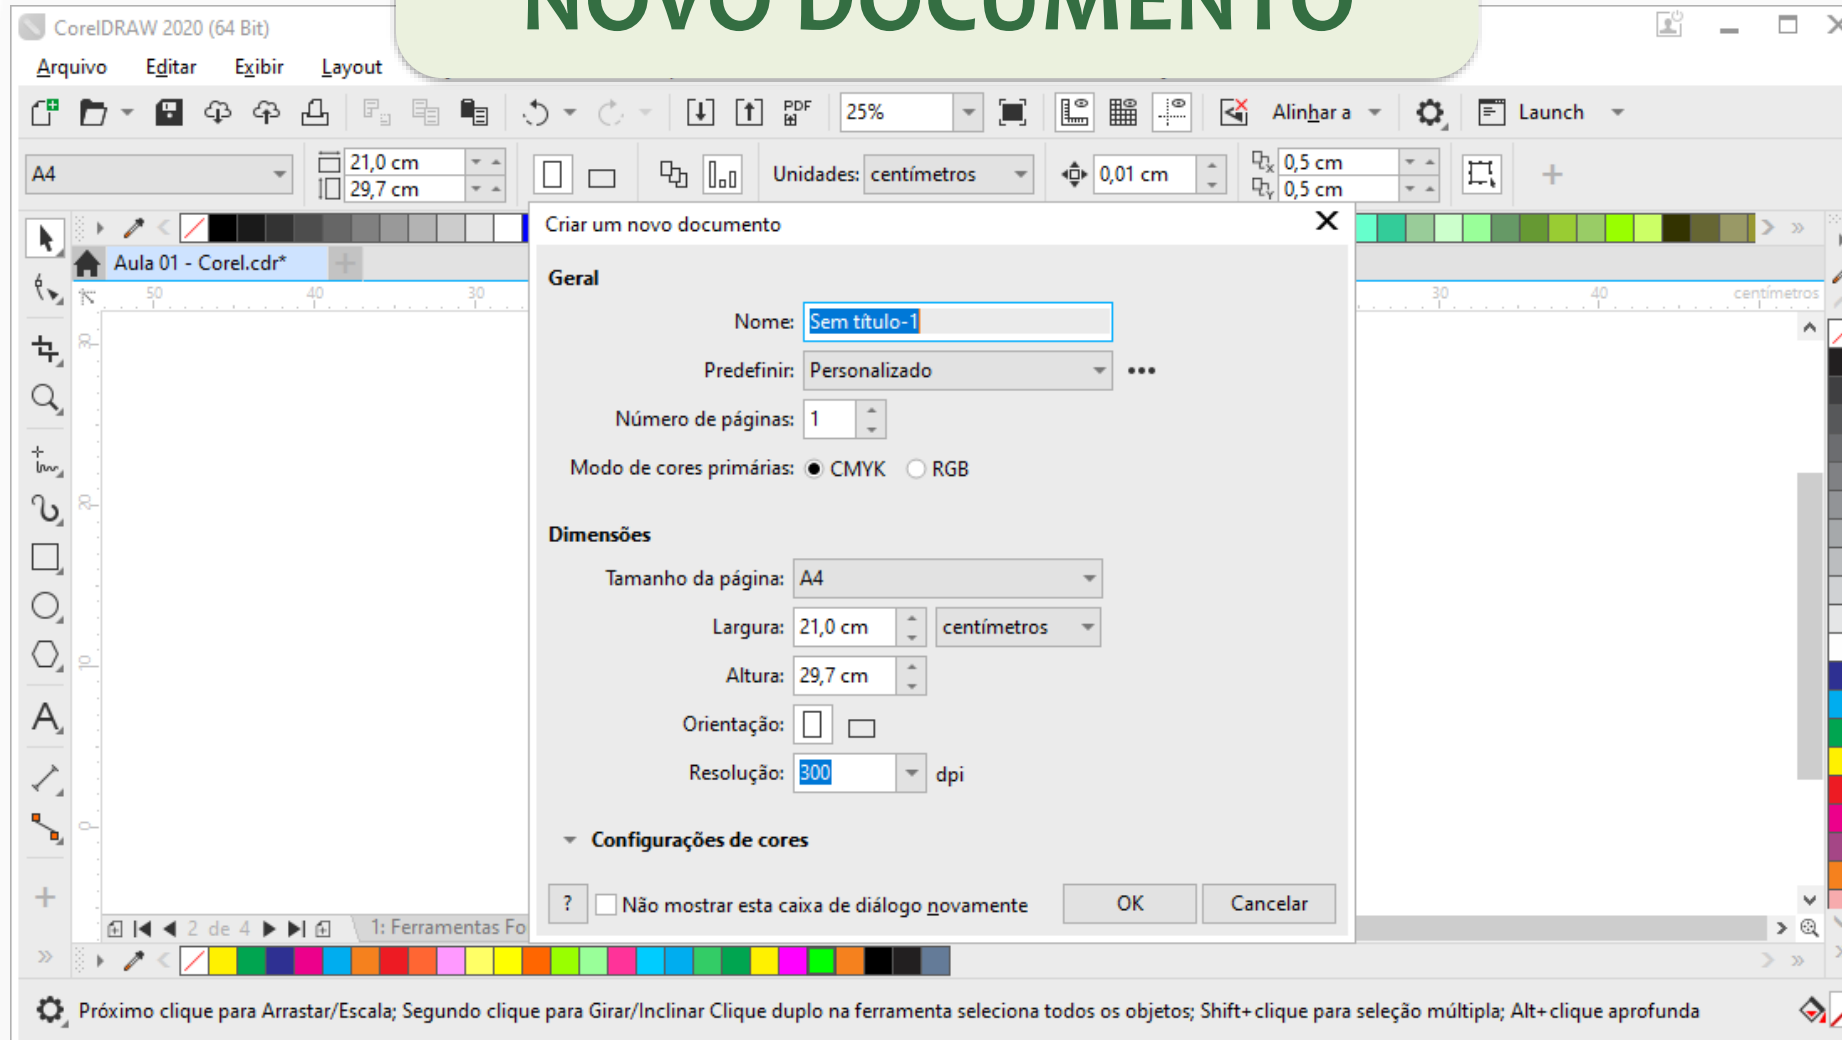 NOVO DOCUMENTO
CorelDRAW 2020 (64 Bit)
Arquivo Editar Exibir Layout
PDF 25% Alinhar a Launch
A4 21,0 cm 29,7 cm Unidades: centímetros 0,01 cm 0,5 cm 0,5 cm
Criar um novo documento
Aula 01 - Corel.cdr*
50 40 30 30 40 centímetros
Geral
Nome: Sem título-1
30
Predefinir: Personalizado
Número de páginas: 1
Modo de cores primárias: CMYK RGB
20
Dimensões
Tamanho da página: A4
Largura: 21,0 cm centímetros
10
Altura: 29,7 cm
Orientação:
Resolução: 300 dpi
0
Configurações de cores
? Não mostrar esta caixa de diálogo novamente OK Cancelar
2 de 4 1: Ferramentas Fo
Próximo clique para Arrastar/Escala; Segundo clique para Girar/Inclinar Clique duplo na ferramenta seleciona todos os objetos; Shift+clique para seleção múltipla; Alt+clique aprofunda